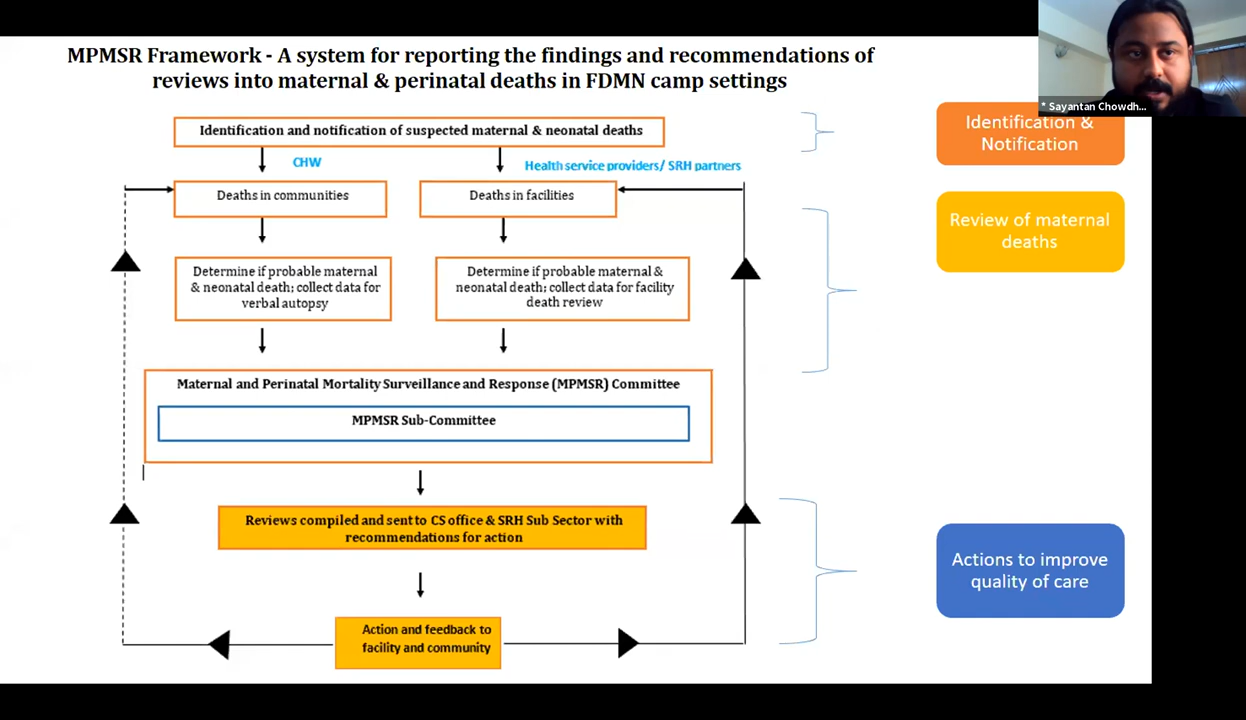 MPMSR Framework - A system for reporting the findings and recommendations of
reviews into maternal & perinatal deaths in FDMN camp settings
* Sayantan Chowdh...
Identification and notification of suspected maternal & neonatal deaths
Identification &
Notification
CHW
Health service providers/ SRH partners
Deaths in communities
Deaths in facilities
Review of maternal
deaths
Determine if probable maternal
& neonatal death; collect data for
verbal autopsy
Determine if probable maternal &
neonatal death; collect data for facility
death review
Maternal and Perinatal Mortality Surveillance and Response (MPMSR) Committee
MPMSR Sub-Committee
Reviews compiled and sent to CS office & SRH Sub Sector with
recommendations for action
Actions to improve
quality of care
Action and feedback to
facility and community